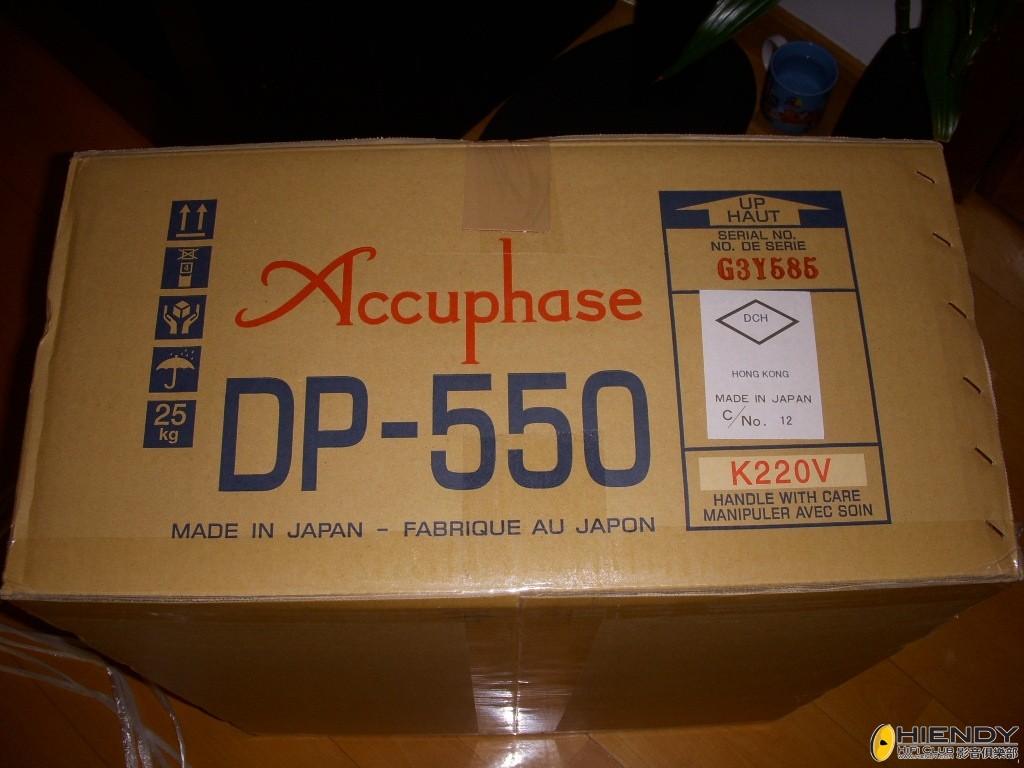 Accuphase
DP-550
MADE IN JAPAN - FABRIQUE AU JAPON
25
kg
4
UP
HAUT
SERIAL NO.
NO. DE SERIE
G3Y585
DCH
HONG KONG
MADE IN JAPAN
C/No. 12
K220V
HANDLE WITH CARE
MANIPULER AVEC SOIN
HIENDY
HIFI CLUB 影音俱樂部